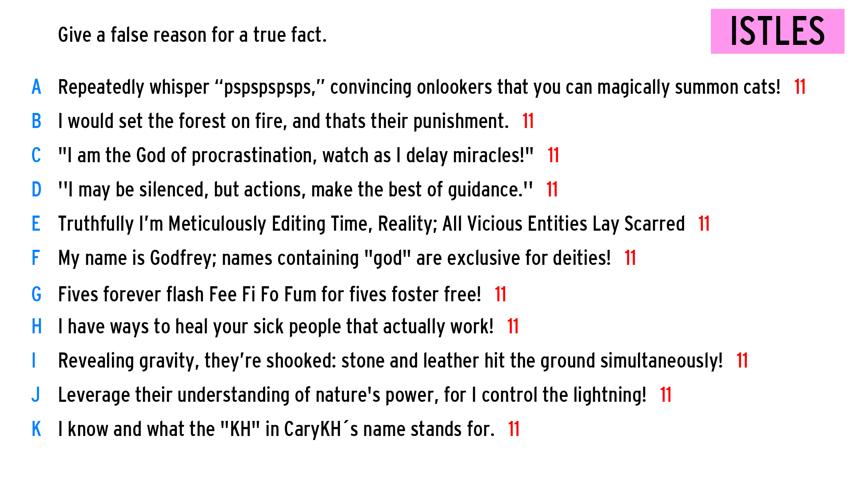 Give a false reason for a true fact.
ISTLES
A Repeatedly whisper “pspspspsps,” convincing onlookers that you can magically summon cats! 11
B I would set the forest on fire, and thats their punishment. 11
C "I am the God of procrastination, watch as I delay miracles!" 11
D ''I may be silenced, but actions, make the best of guidance.'' 11
E Truthfully I’m Meticulously Editing Time, Reality; All Vicious Entities Lay Scarred 11
F My name is Godfrey; names containing "god" are exclusive for deities! 11
G Fives forever flash Fee Fi Fo Fum for fives foster free! 11
H I have ways to heal your sick people that actually work! 11
I Revealing gravity, they’re shooked: stone and leather hit the ground simultaneously! 11
J Leverage their understanding of nature's power, for I control the lightning! 11
K I know and what the "KH" in CaryKH´s name stands for. 11